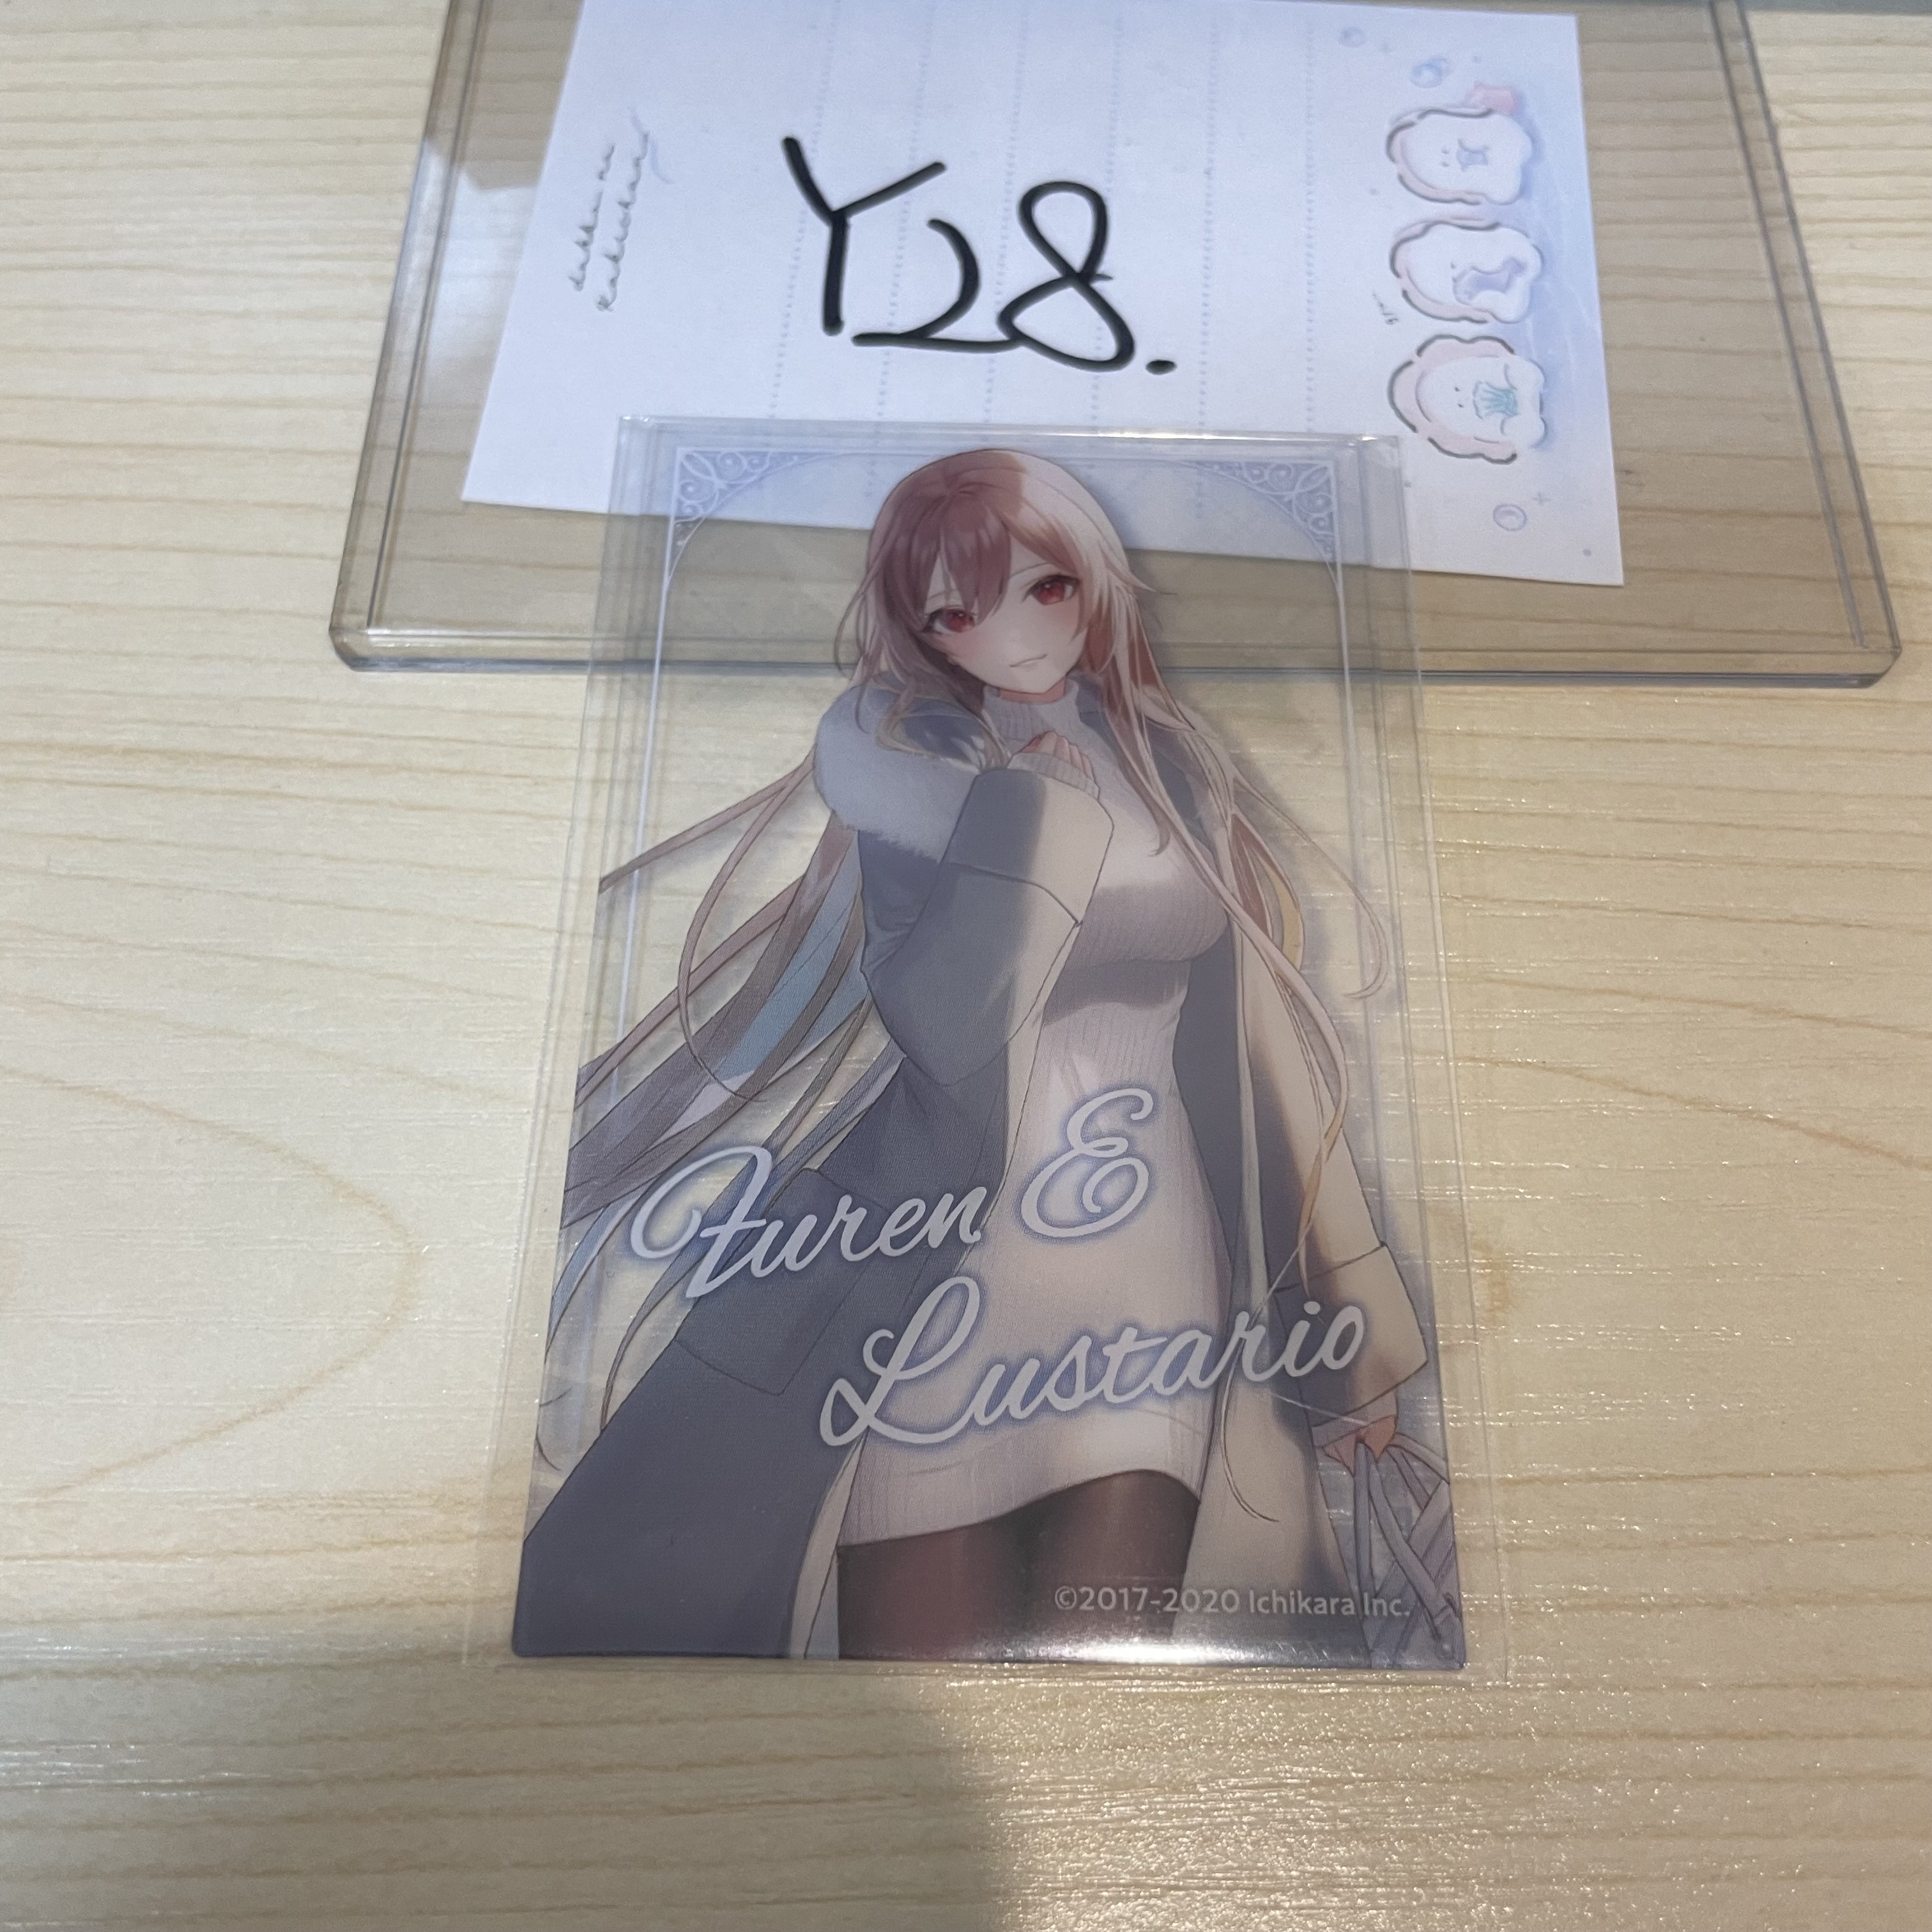 Y28.
Furen E
Lustario
©2017-2020 Ichikara Inc.